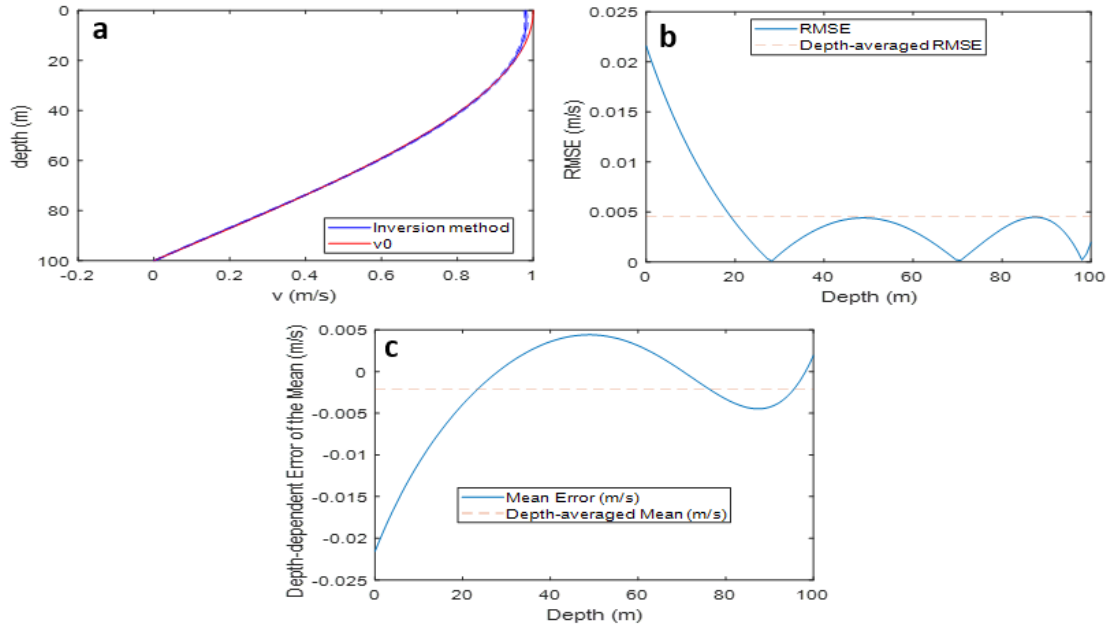 a
0
20
40
60
80
100
depth (m)
-0.2
0
0.2
0.4
0.6
0.8
1
v (m/s)
Inversion method
v0
b
0.025
0.02
0.015
0.01
0.005
0
RMSE (m/s)
0
20
40
60
80
100
Depth (m)
RMSE
Depth-averaged RMSE
c
0.005
0
-0.005
-0.01
-0.015
-0.02
-0.025
Depth-dependent Error of the Mean (m/s)
0
20
40
60
80
100
Depth (m)
Mean Error (m/s)
Depth-averaged Mean (m/s)